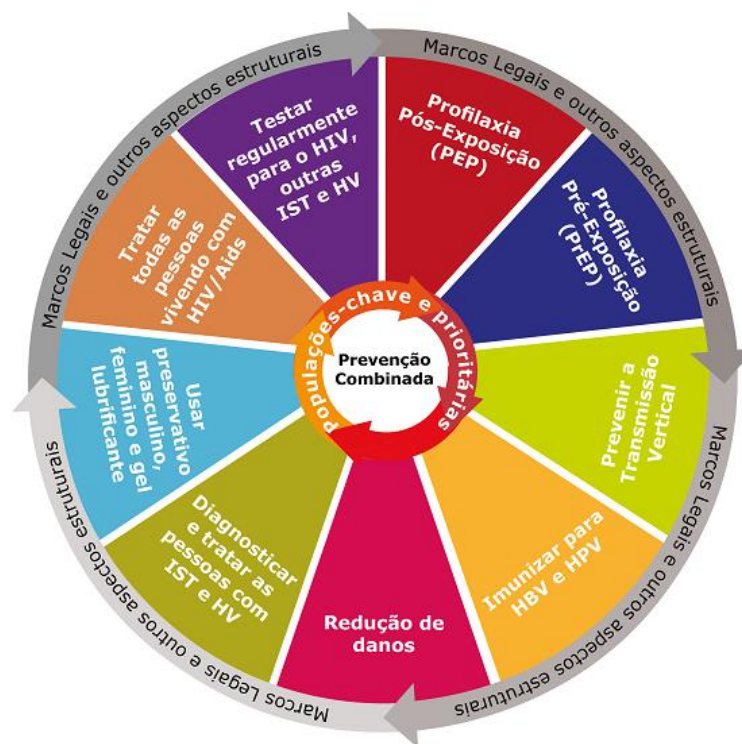 Marcos Legais e outros aspectos estruturais
Marcos Legais e outros aspectos estruturais
Marcos Legais e outros aspectos estruturais
Marcos Legais e outros aspectos estruturais
Testar
regularmente
para o HIV,
outras
IST e HV
Profilaxia
Pós-Exposição
(PEP)
Profilaxia
Pré-Exposição
(PrEP)
Prevenir a
Transmissão
Vertical
Imunizar para
HBV e HPV
Redução de
danos
Diagnosticar
e tratar as
pessoas com
IST e HV
Usar
preservativo
masculino,
feminino e gel
lubrificante
Tratar
todas as
pessoas
vivendo com
HIV/Aids
Populações-chave e prioritárias
Prevenção
Combinada